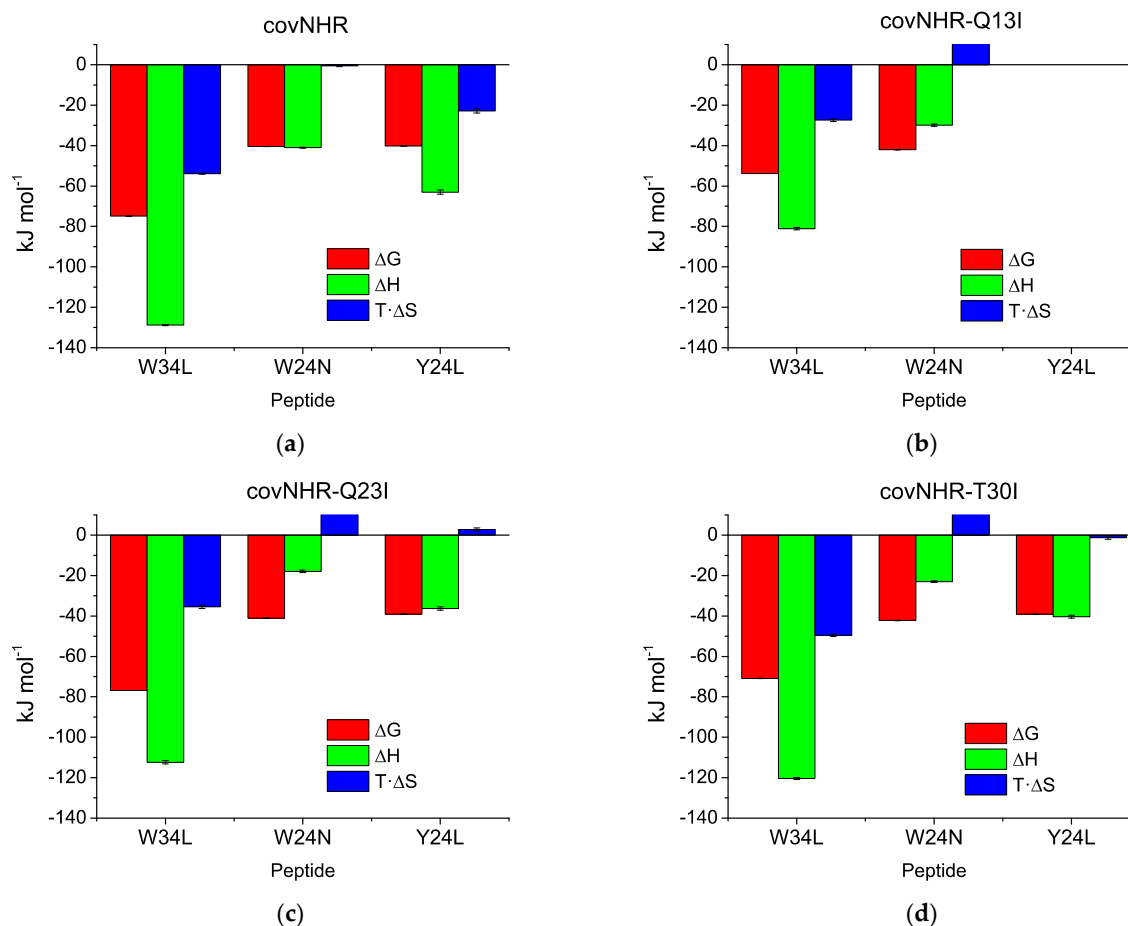 covNHR
0
-20
-40
-60
-80
-100
-120
-140
kJ mol⁻¹
ΔG
ΔH
T·ΔS
W34L W24N Y24L
Peptide
(a)
covNHR-Q13I
0
-20
-40
-60
-80
-100
-120
-140
kJ mol⁻¹
ΔG
ΔH
T·ΔS
W34L W24N Y24L
Peptide
(b)
covNHR-Q23I
0
-20
-40
-60
-80
-100
-120
-140
kJ mol⁻¹
ΔG
ΔH
T·ΔS
W34L W24N Y24L
Peptide
(c)
covNHR-T30I
0
-20
-40
-60
-80
-100
-120
-140
kJ mol⁻¹
ΔG
ΔH
T·ΔS
W34L W24N Y24L
Peptide
(d)